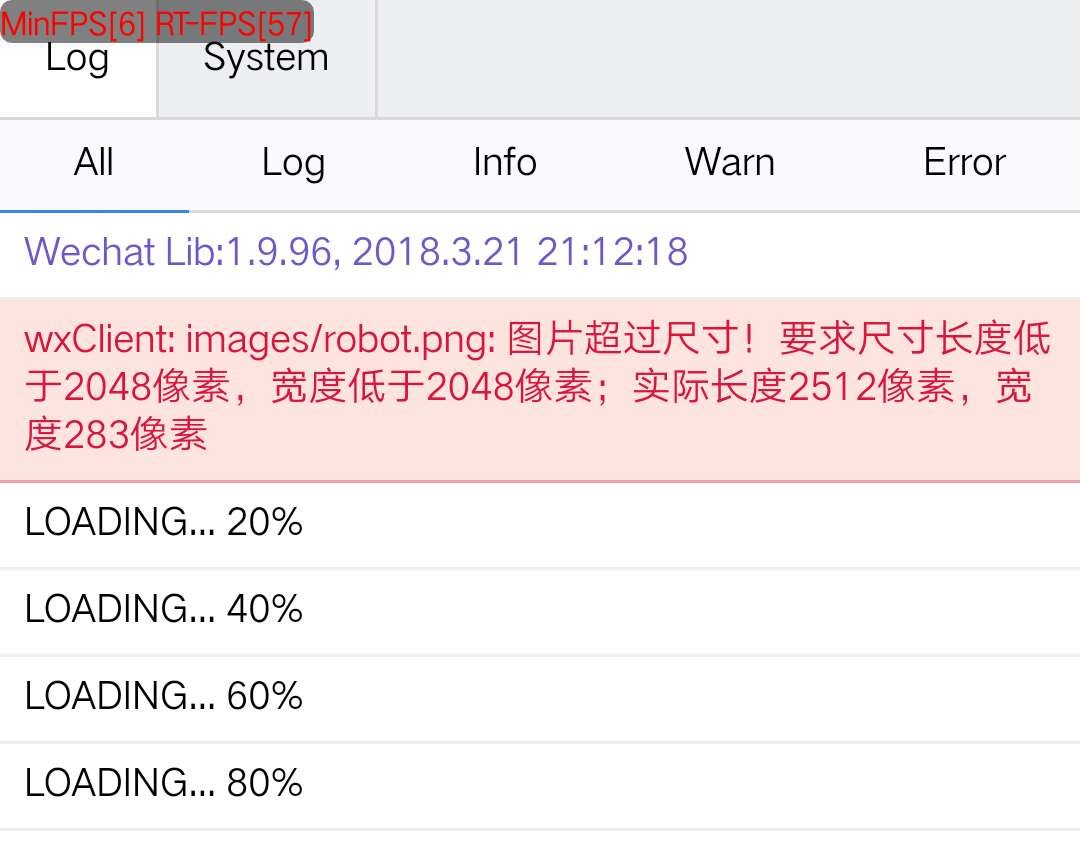 MinFPS[6] RT-FPS[57]
Log System
All Log Info Warn Error
Wechat Lib:1.9.96, 2018.3.21 21:12:18
wxClient: images/robot.png: 图片超过尺寸！要求尺寸长度低
于2048像素，宽度低于2048像素；实际长度2512像素，宽
度283像素
LOADING... 20%
LOADING... 40%
LOADING... 60%
LOADING... 80%